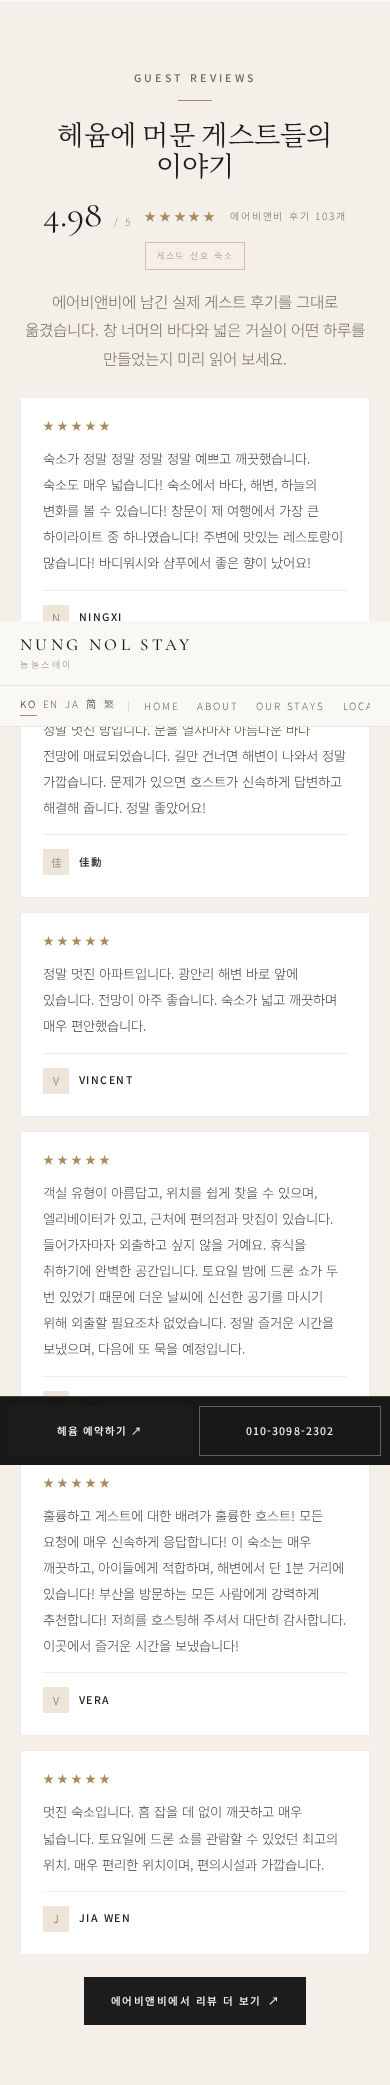 GUEST REVIEWS
헤윰에 머문 게스트들의
이야기
4.98 / 5 ★★★★★ 에어비앤비 후기 103개
게스트 선호 숙소
에어비앤비에 남긴 실제 게스트 후기를 그대로
옮겼습니다. 창 너머의 바다와 넓은 거실이 어떤 하루를
만들었는지 미리 읽어 보세요.
★★★★★
숙소가 정말 정말 정말 정말 예쁘고 깨끗했습니다.
숙소도 매우 넓습니다! 숙소에서 바다, 해변, 하늘의
변화를 볼 수 있습니다! 창문이 제 여행에서 가장 큰
하이라이트 중 하나였습니다! 주변에 맛있는 레스토랑이
많습니다! 바디워시와 샴푸에서 좋은 향이 났어요!
N NINGXI
NUNG NOL STAY
능놀스테이
KO EN JA 简 繁 | HOME ABOUT OUR STAYS LOCA
정말 멋진 방입니다. 문을 열자마자 아름다운 바다
전망에 매료되었습니다. 길만 건너면 해변이 나와서 정말
가깝습니다. 문제가 있으면 호스트가 신속하게 답변하고
해결해 줍니다. 정말 좋았어요!
佳 佳勳
★★★★★
정말 멋진 아파트입니다. 광안리 해변 바로 앞에
있습니다. 전망이 아주 좋습니다. 숙소가 넓고 깨끗하며
매우 편안했습니다.
V VINCENT
★★★★★
객실 유형이 아름답고, 위치를 쉽게 찾을 수 있으며,
엘리베이터가 있고, 근처에 편의점과 맛집이 있습니다.
들어가자마자 외출하고 싶지 않을 거예요. 휴식을
취하기에 완벽한 공간입니다. 토요일 밤에 드론 쇼가 두
번 있었기 때문에 더운 날씨에 신선한 공기를 마시기
위해 외출할 필요조차 없었습니다. 정말 즐거운 시간을
보냈으며, 다음에 또 묵을 예정입니다.
헤윰 예약하기 ↗
010-3098-2302
★★★★★
훌륭하고 게스트에 대한 배려가 훌륭한 호스트! 모든
요청에 매우 신속하게 응답합니다! 이 숙소는 매우
깨끗하고, 아이들에게 적합하며, 해변에서 단 1분 거리에
있습니다! 부산을 방문하는 모든 사람에게 강력하게
추천합니다! 저희를 호스팅해 주셔서 대단히 감사합니다.
이곳에서 즐거운 시간을 보냈습니다!
V VERA
★★★★★
멋진 숙소입니다. 흠 잡을 데 없이 깨끗하고 매우
넓습니다. 토요일에 드론 쇼를 관람할 수 있었던 최고의
위치. 매우 편리한 위치이며, 편의시설과 가깝습니다.
J JIA WEN
에어비앤비에서 리뷰 더 보기 ↗